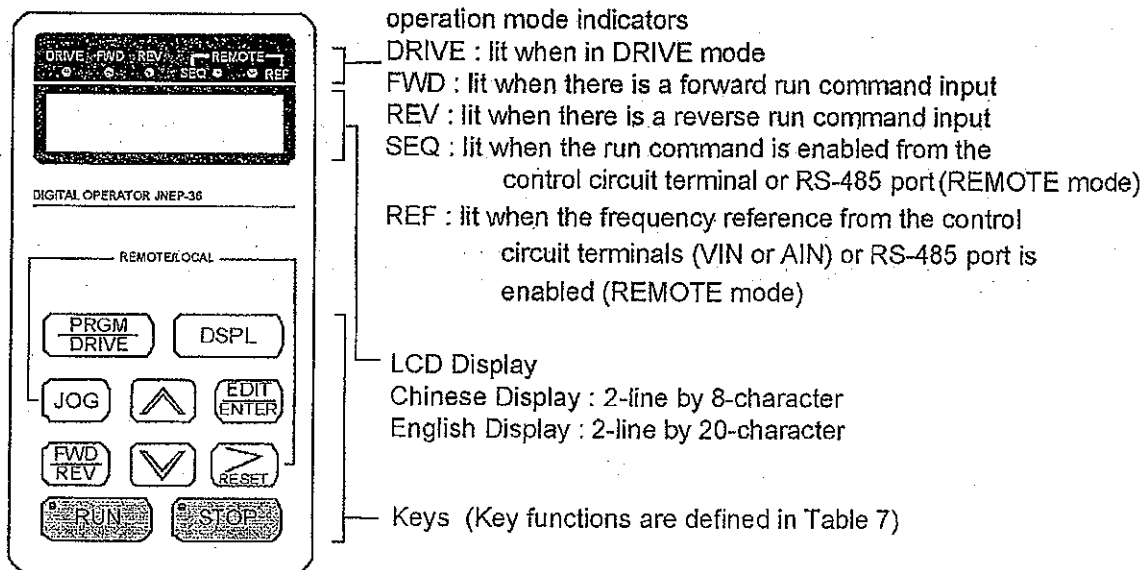 operation mode indicators
DRIVE : lit when in DRIVE mode
FWD : lit when there is a forward run command input
REV : lit when there is a reverse run command input
SEQ : lit when the run command is enabled from the
control circuit terminal or RS-485 port(REMOTE mode)
REF : lit when the frequency reference from the control
circuit terminals (VIN or AIN) or RS-485 port is
enabled (REMOTE mode)
DRIVE FWD REV REMOTE
SEQ REF
DIGITAL OPERATOR JNEP-36
REMOTE/LOCAL
PRGM
DRIVE
DSPL
JOG
EDIT
ENTER
FWD
REV
RESET
RUN
STOP
LCD Display
Chinese Display : 2-line by 8-character
English Display : 2-line by 20-character
Keys (Key functions are defined in Table 7)